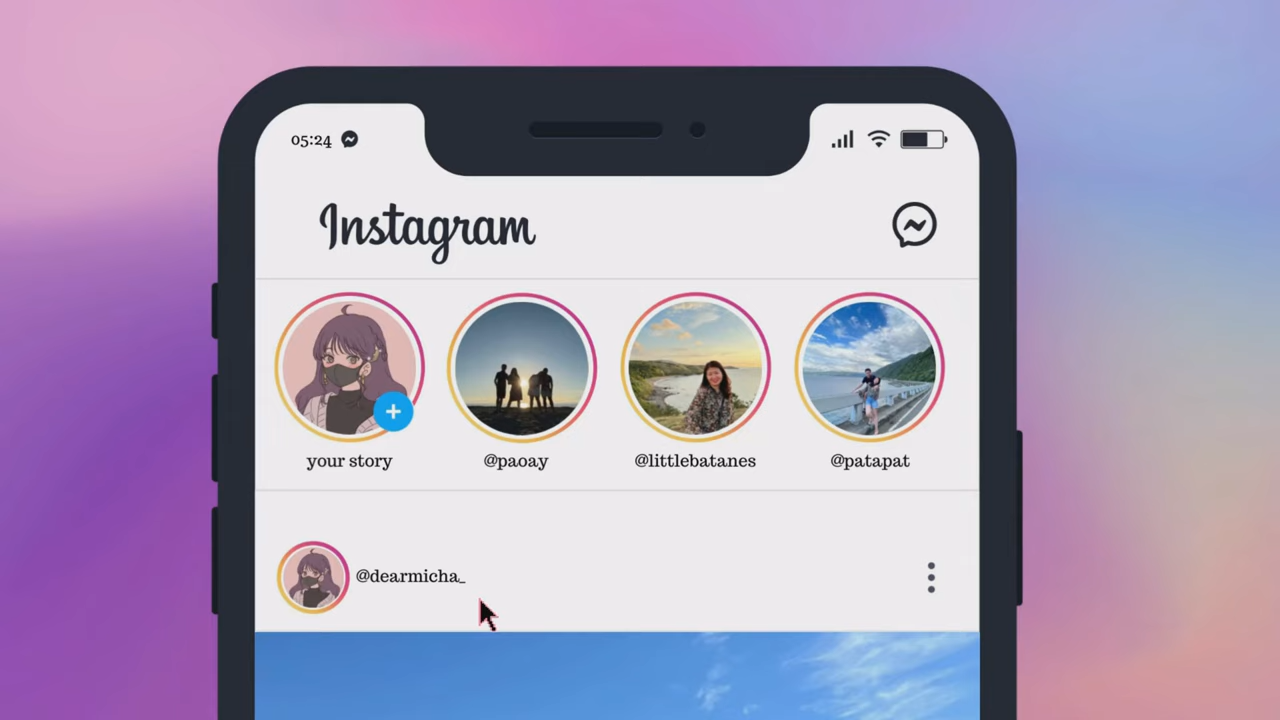 05:24
Instagram
your story
@paoay
@littlebatanes
@patapat
@dearmicha_